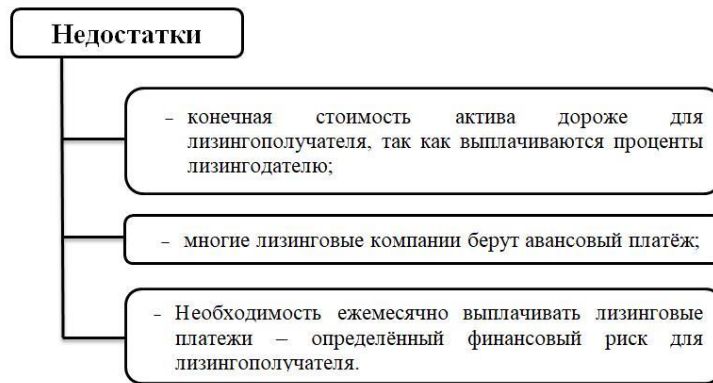 Недостатки
- конечная стоимость актива дороже для
лизингополучателя, так как выплачиваются проценты
лизингодателю;
- многие лизинговые компании берут авансовый платёж;
- Необходимость ежемесячно выплачивать лизинговые
платежи – определённый финансовый риск для
лизингополучателя.